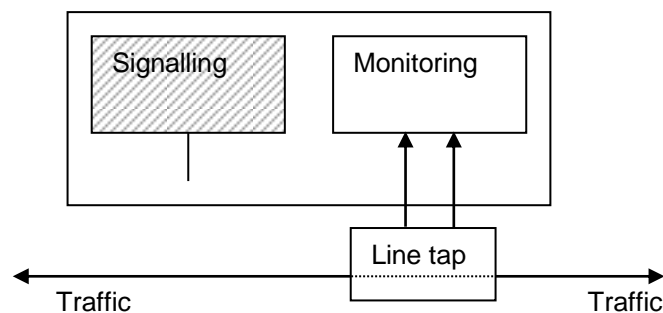 Signalling
Monitoring
Line tap
Traffic
Traffic